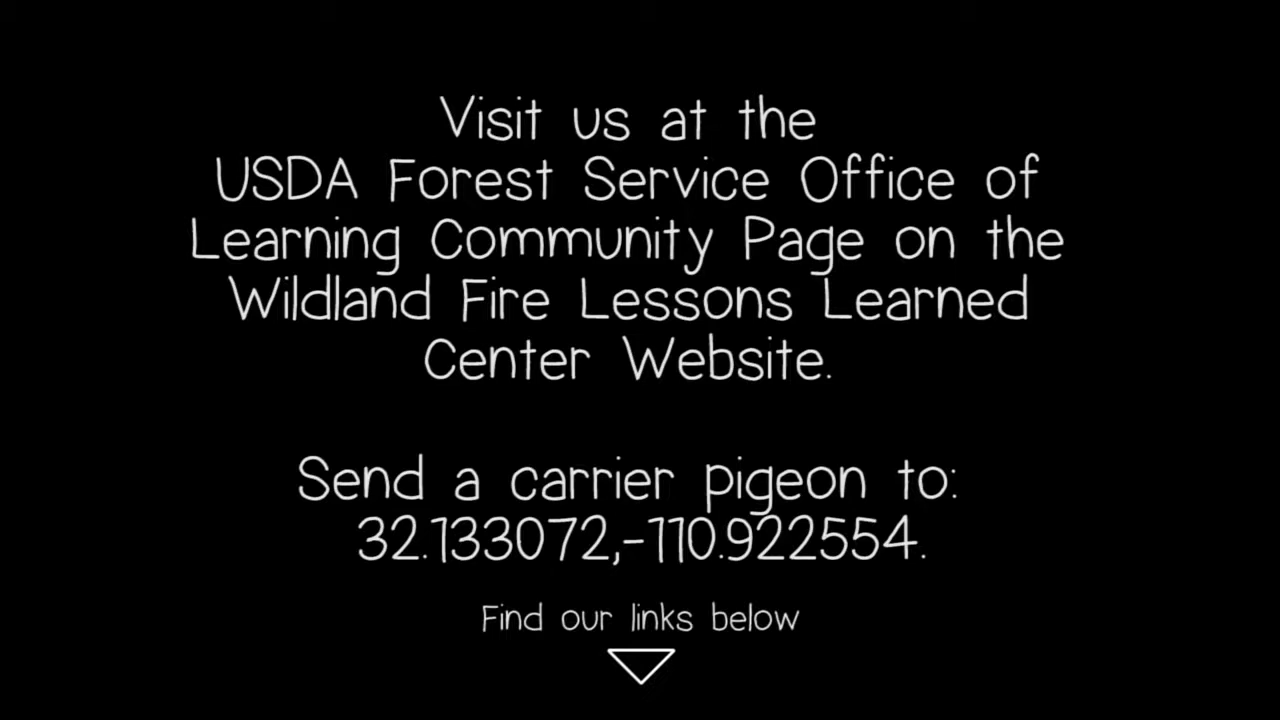 Visit us at the
USDA Forest Service Office of
Learning Community Page on the
Wildland Fire Lessons Learned
Center Website.
Send a carrier pigeon to:
32.133072,-110.922554.
Find our links below